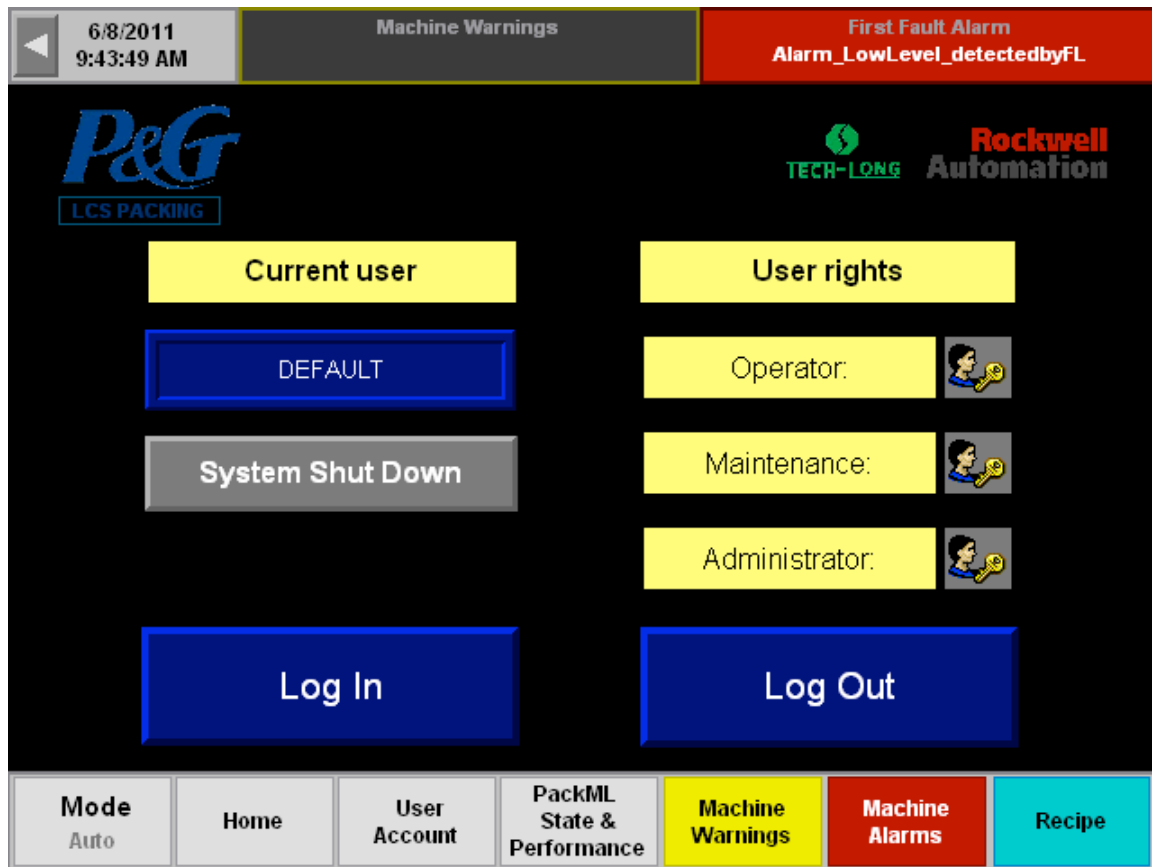 6/8/2011
9:43:49 AM
Machine Warnings
First Fault Alarm
Alarm_LowLevel_detectedbyFL
P&G
LCS PACKING
TECH-LONG
Rockwell
Automation
Current user
User rights
DEFAULT
Operator:
System Shut Down
Maintenance:
Administrator:
Log In
Log Out
Mode
Auto
Home
User
Account
PackML
State &
Performance
Machine
Warnings
Machine
Alarms
Recipe